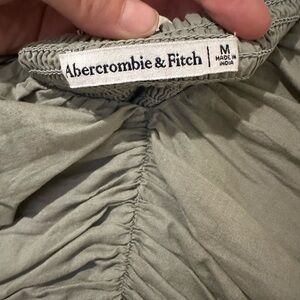 Abercrombie & Fitch
M
MADE IN
INDIA